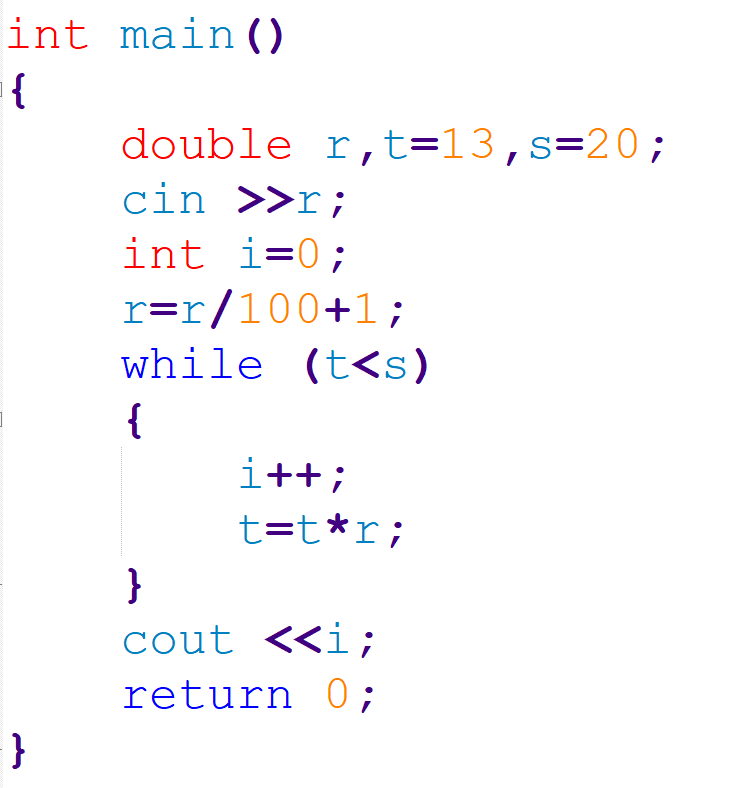 int main()
{
double r,t=13,s=20;
cin >>r;
int i=0;
r=r/100+1;
while (t<s)
{
i++;
t=t*r;
}
cout <<i;
return 0;
}